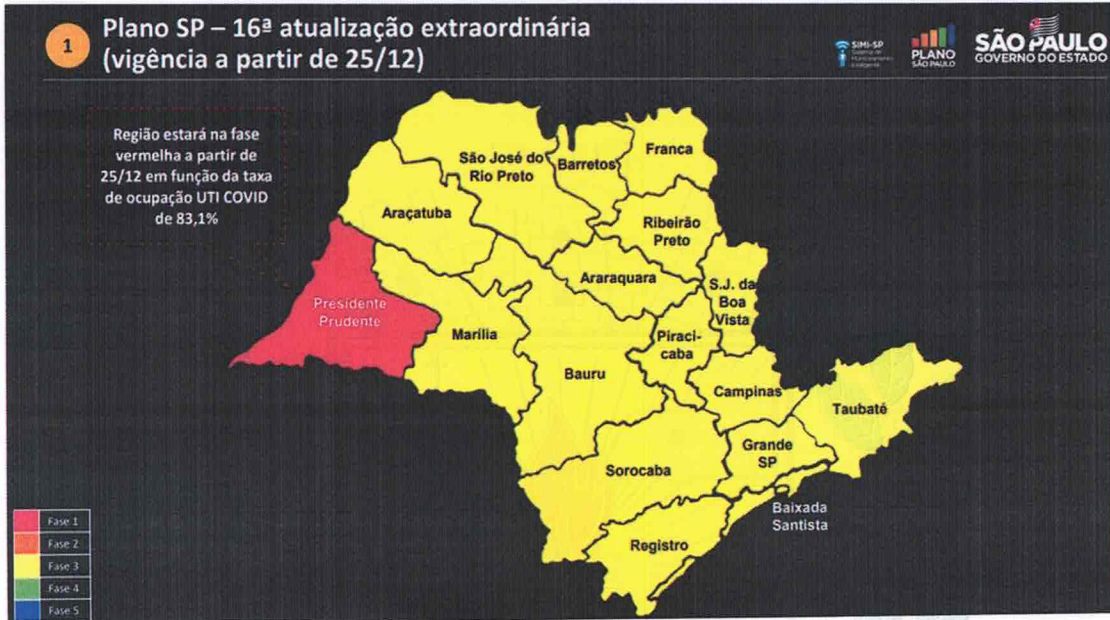 1
Plano SP – 16ª atualização extraordinária
(vigência a partir de 25/12)
SIMI-SP
PLANO
SÃO PAULO
SÃO PAULO
GOVERNO DO ESTADO
Região estará na fase
vermelha a partir de
25/12 em função da taxa
de ocupação UTI COVID
de 83,1%
São José do
Rio Preto
Barretos
Franca
Araçatuba
Ribeirão
Preto
Araraquara
S.J. da
Boa
Vista
Presidente
Prudente
Marília
Piraci-
caba
Bauru
Campinas
Taubaté
Grande
SP
Sorocaba
Baixada
Santista
Registro
Fase 1
Fase 2
Fase 3
Fase 4
Fase 5